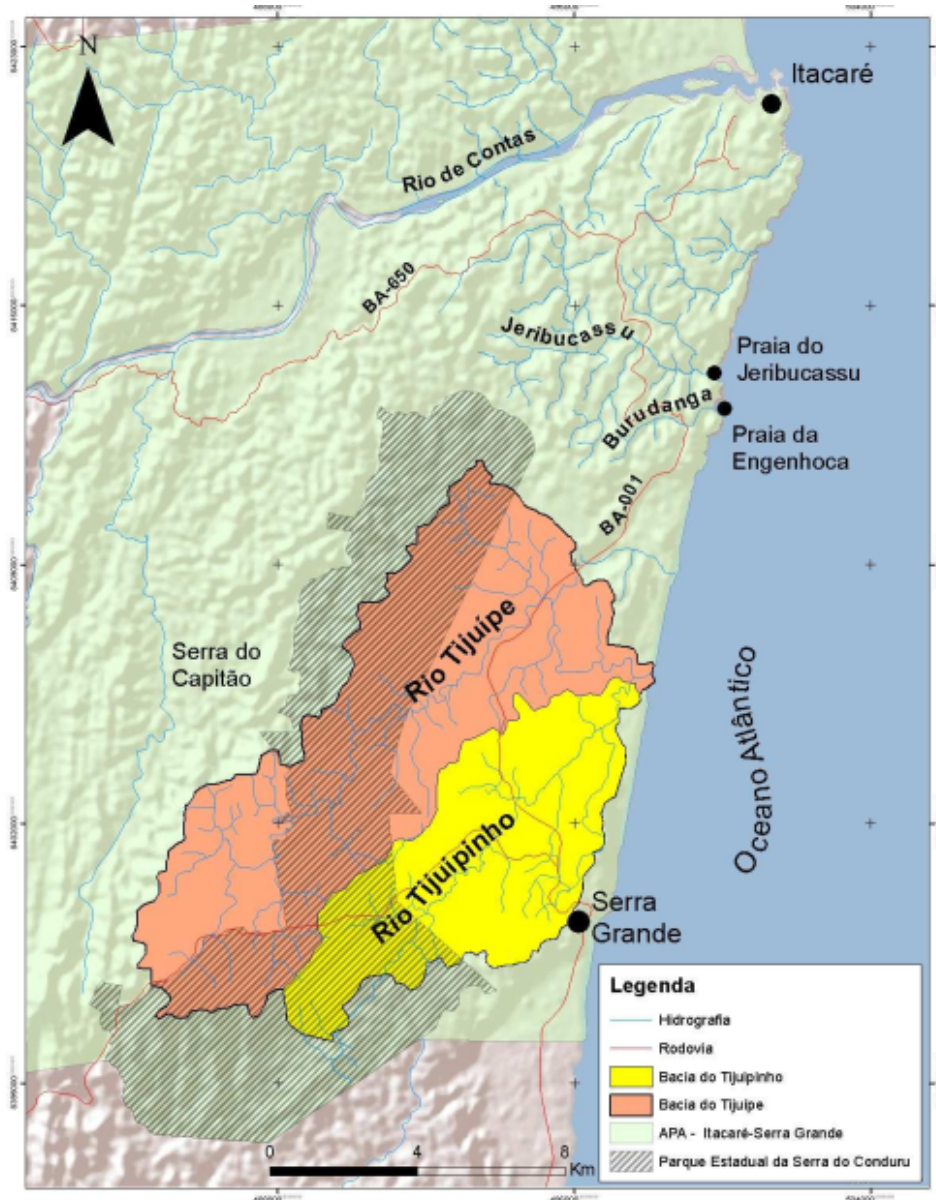 N
Itacaré
Rio de Contas
BA-650
Jeribucassu
Praia do
Jeribucassu
Burudanga
Praia da
Engenhoca
BA-001
Rio Tijuípe
Serra do
Capitão
Oceano Atlântico
Rio Tijuipinho
Serra
Grande
Legenda
Hidrografia
Rodovia
Bacia do Tijuipinho
Bacia do Tijuipe
APA - Itacaré-Serra Grande
Parque Estadual da Serra do Conduru
0 4 8
Km